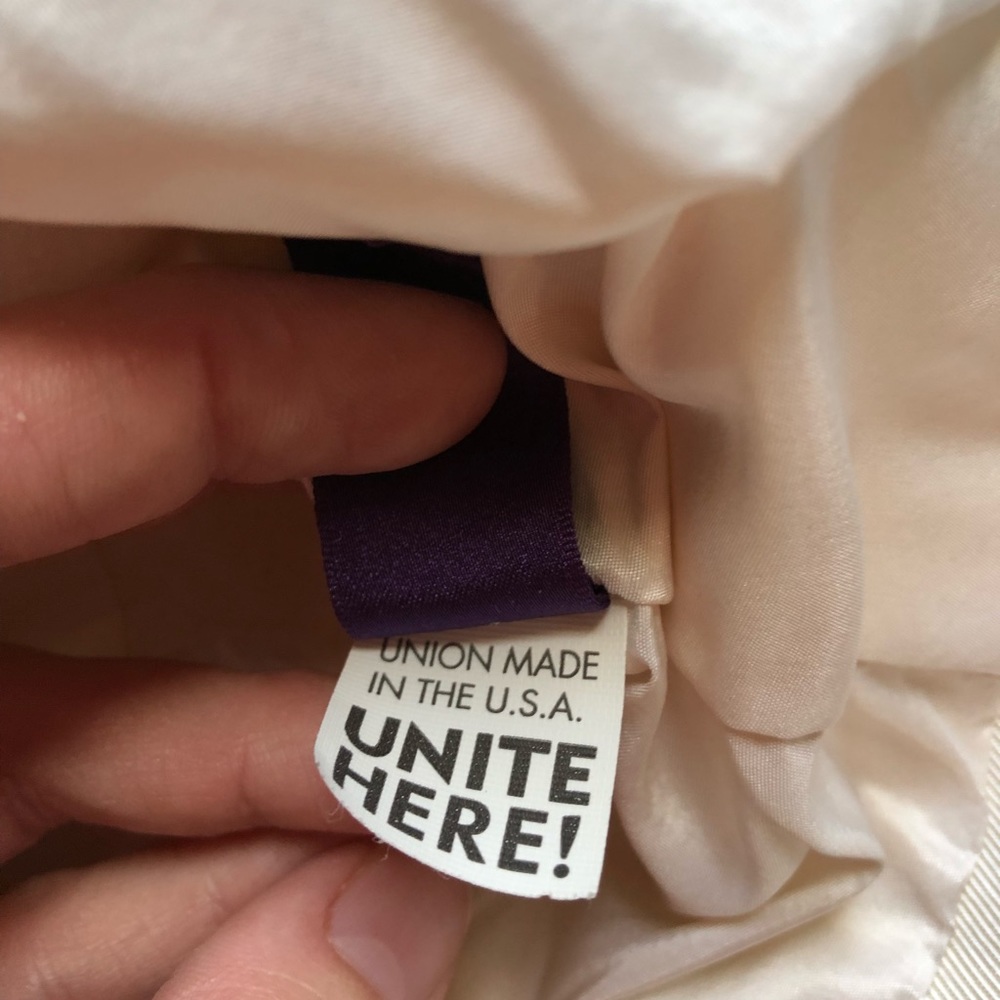 UNION MADE
IN THE U.S.A.
UNITE
HERE!